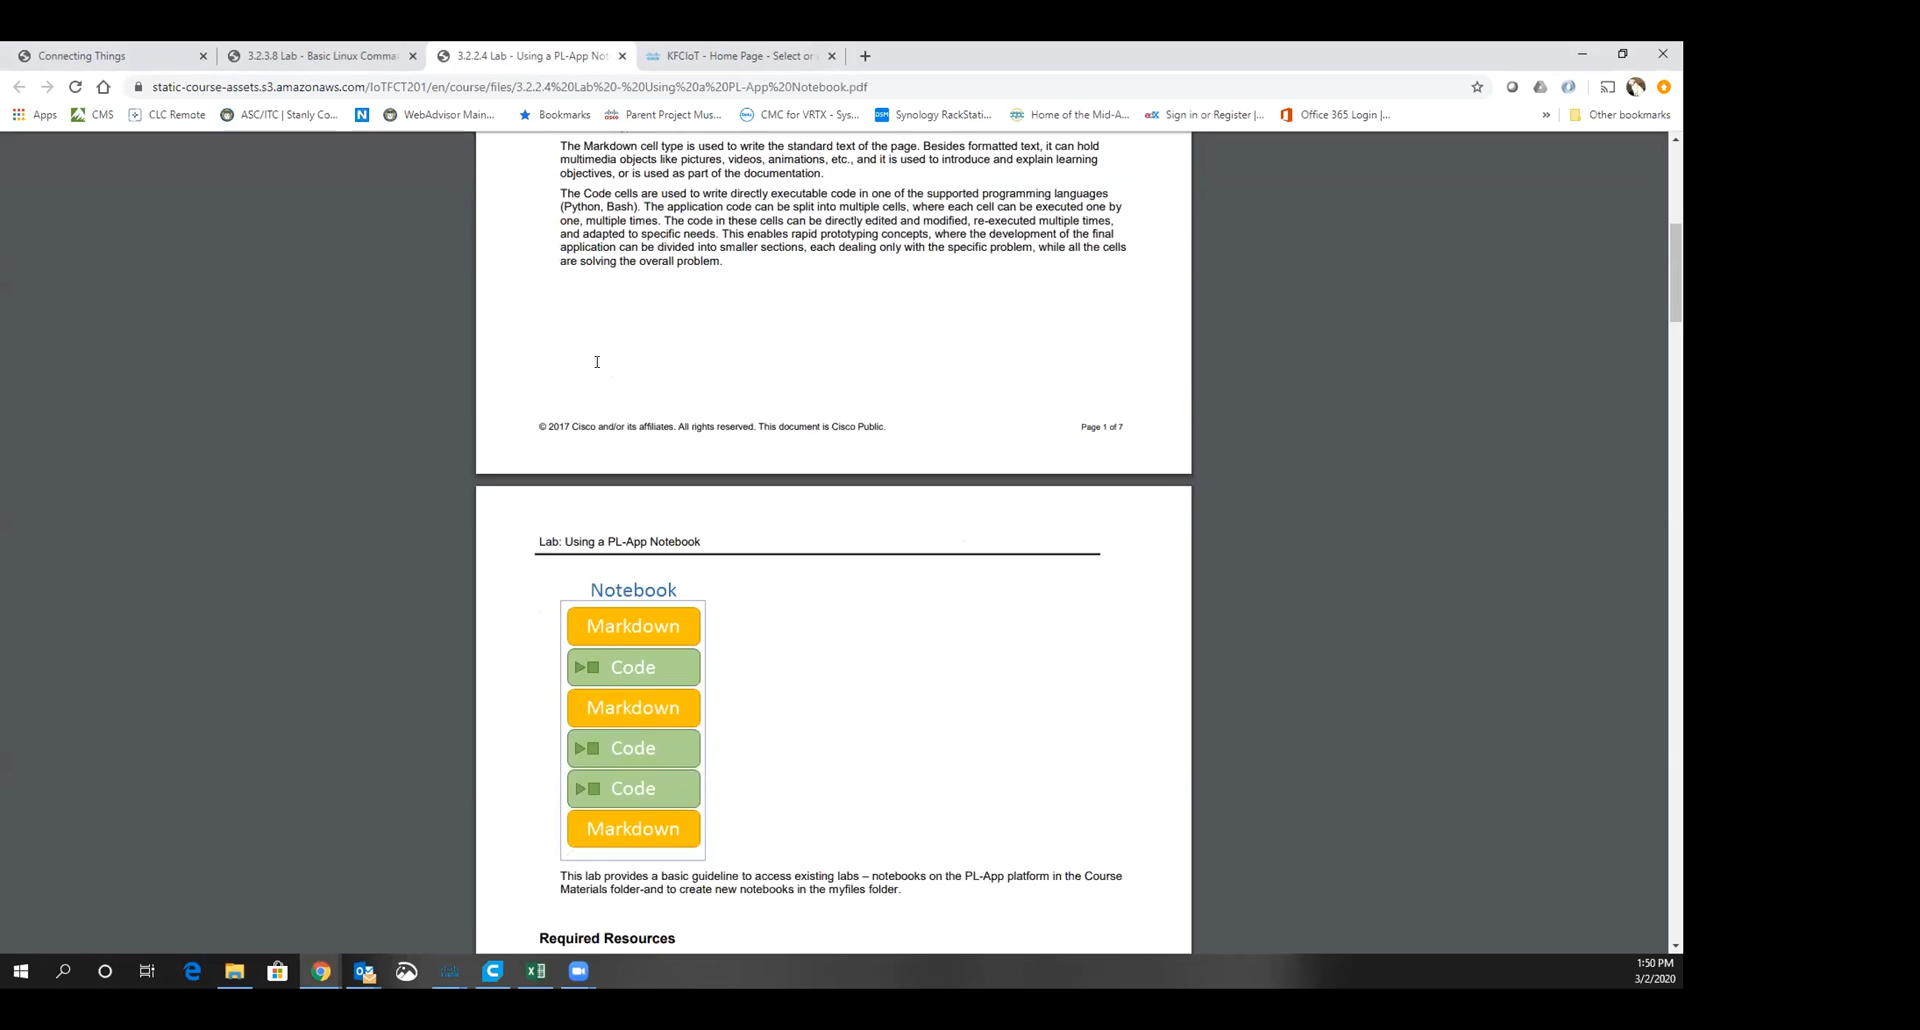 Connecting Things
3.2.3.8 Lab - Basic Linux Comma
3.2.2.4 Lab - Using a PL-App Not
KFCIoT - Home Page - Select or
static-course-assets.s3.amazonaws.com/IoTFCT201/en/course/files/3.2.2.4%20Lab%20-%20Using%20a%20PL-App%20Notebook.pdf
Apps
CMS
CLC Remote
ASC/ITC | Stanly Co...
WebAdvisor Main...
Bookmarks
Parent Project Mus...
CMC for VRTX - Sys...
Synology RackStati...
Home of the Mid-A...
Sign in or Register |...
Office 365 Login |...
»
Other bookmarks
The Markdown cell type is used to write the standard text of the page. Besides formatted text, it can hold
multimedia objects like pictures, videos, animations, etc., and it is used to introduce and explain learning
objectives, or is used as part of the documentation.
The Code cells are used to write directly executable code in one of the supported programming languages
(Python, Bash). The application code can be split into multiple cells, where each cell can be executed one by
one, multiple times. The code in these cells can be directly edited and modified, re-executed multiple times,
and adapted to specific needs. This enables rapid prototyping concepts, where the development of the final
application can be divided into smaller sections, each dealing only with the specific problem, while all the cells
are solving the overall problem.
© 2017 Cisco and/or its affiliates. All rights reserved. This document is Cisco Public.
Page 1 of 7
Lab: Using a PL-App Notebook
Notebook
Markdown
Code
Markdown
Code
Code
Markdown
This lab provides a basic guideline to access existing labs – notebooks on the PL-App platform in the Course
Materials folder-and to create new notebooks in the myfiles folder.
Required Resources
1:50 PM
3/2/2020